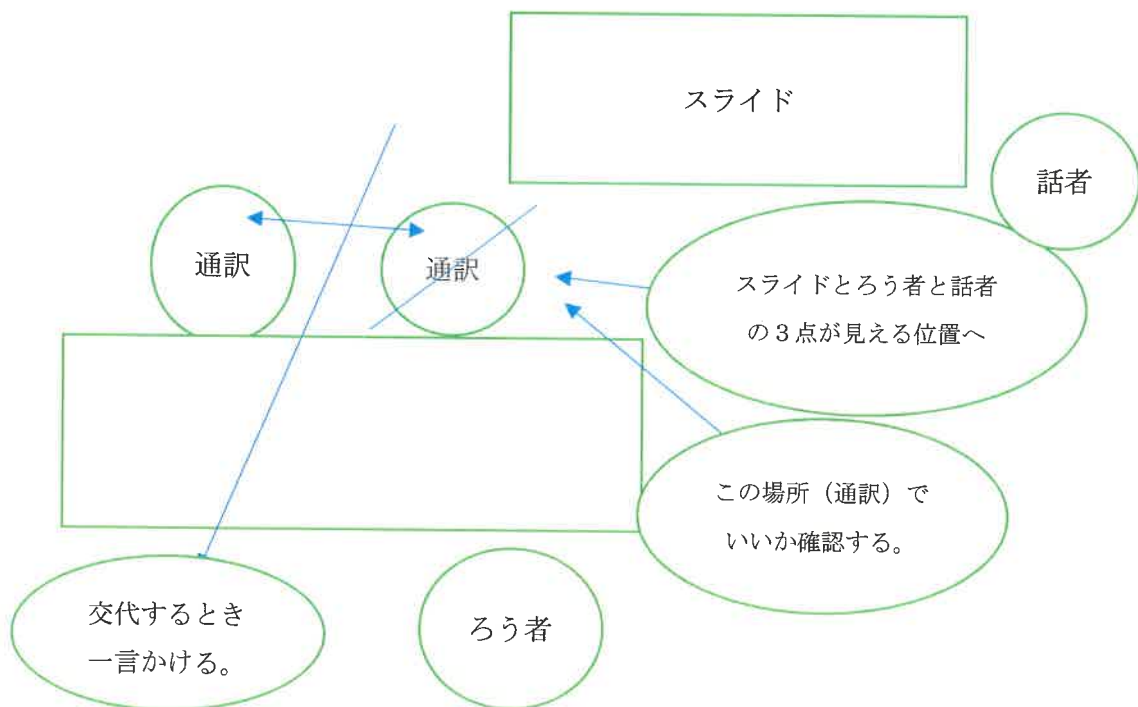 スライド
話者
通訳
通訳
スライドとろう者と話者
の３点が見える位置へ
この場所（通訳）で
いいか確認する。
交代するとき
一言かける。
ろう者